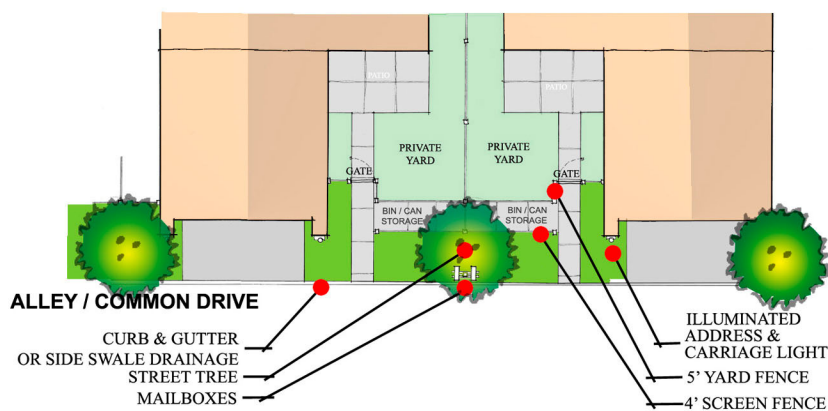 PATIO
PATIO
PRIVATE
YARD
PRIVATE
YARD
GATE
GATE
BIN / CAN
STORAGE
BIN / CAN
STORAGE
ALLEY / COMMON DRIVE
CURB & GUTTER
OR SIDE SWALE DRAINAGE
STREET TREE
MAILBOXES
ILLUMINATED
ADDRESS &
CARRIAGE LIGHT
5' YARD FENCE
4' SCREEN FENCE